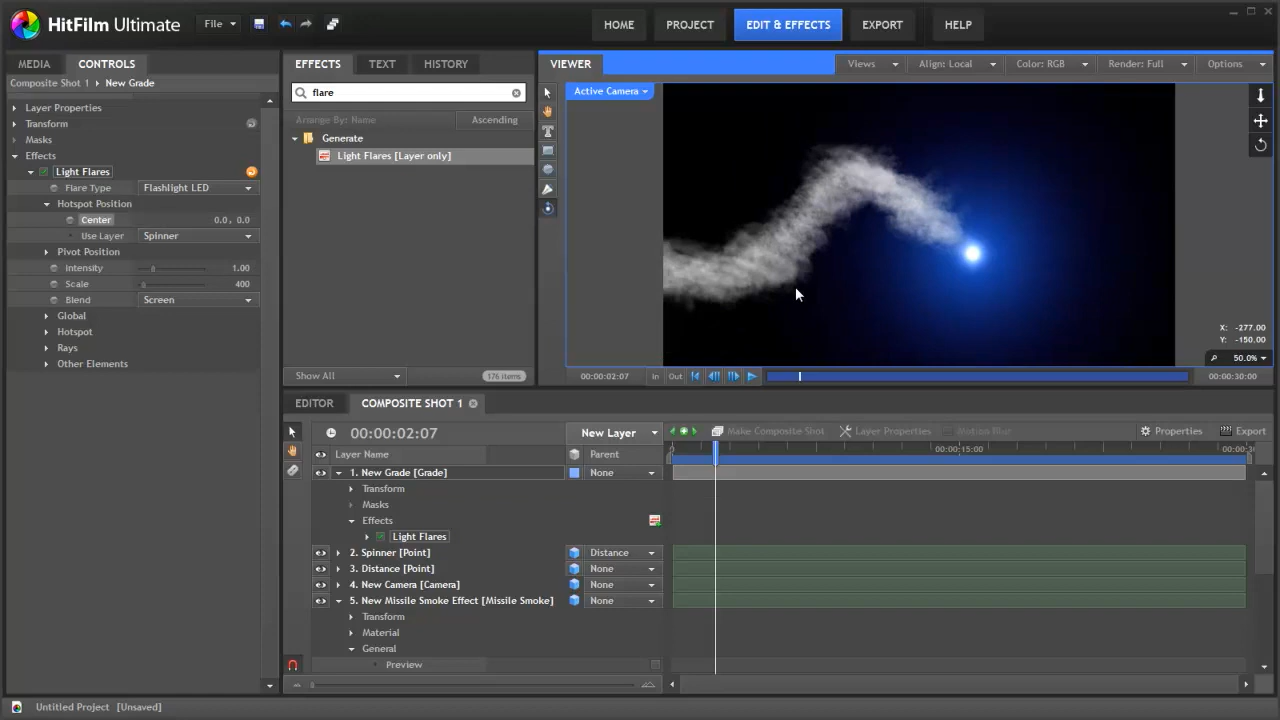 HitFilm Ultimate
File
HOME
PROJECT
EDIT & EFFECTS
EXPORT
HELP
MEDIA
CONTROLS
Composite Shot 1
New Grade
Layer Properties
Transform
Masks
Effects
Light Flares
Flare Type
Flashlight LED
Hotspot Position
Center
0.0, 0.0
Use Layer
Spinner
Pivot Position
Intensity
1.00
Scale
400
Blend
Screen
Global
Hotspot
Rays
Other Elements
EFFECTS
TEXT
HISTORY
flare
Arrange By: Name
Ascending
Generate
Light Flares [Layer only]
Show All
176 items
VIEWER
Views
Align: Local
Color: RGB
Render: Full
Options
Active Camera
X: -277.00
Y: -150.00
50.0%
00:00:02:07
In
Out
00:00:30:00
EDITOR
COMPOSITE SHOT 1
00:00:02:07
New Layer
Make Composite Shot
Layer Properties
Motion Blur
Properties
Export
Layer Name
Parent
0
00:00:15:00
00:00:3
1. New Grade [Grade]
None
Transform
Masks
Effects
Light Flares
2. Spinner [Point]
Distance
3. Distance [Point]
None
4. New Camera [Camera]
None
5. New Missile Smoke Effect [Missile Smoke]
None
Transform
Material
General
Preview
Untitled Project
[Unsaved]